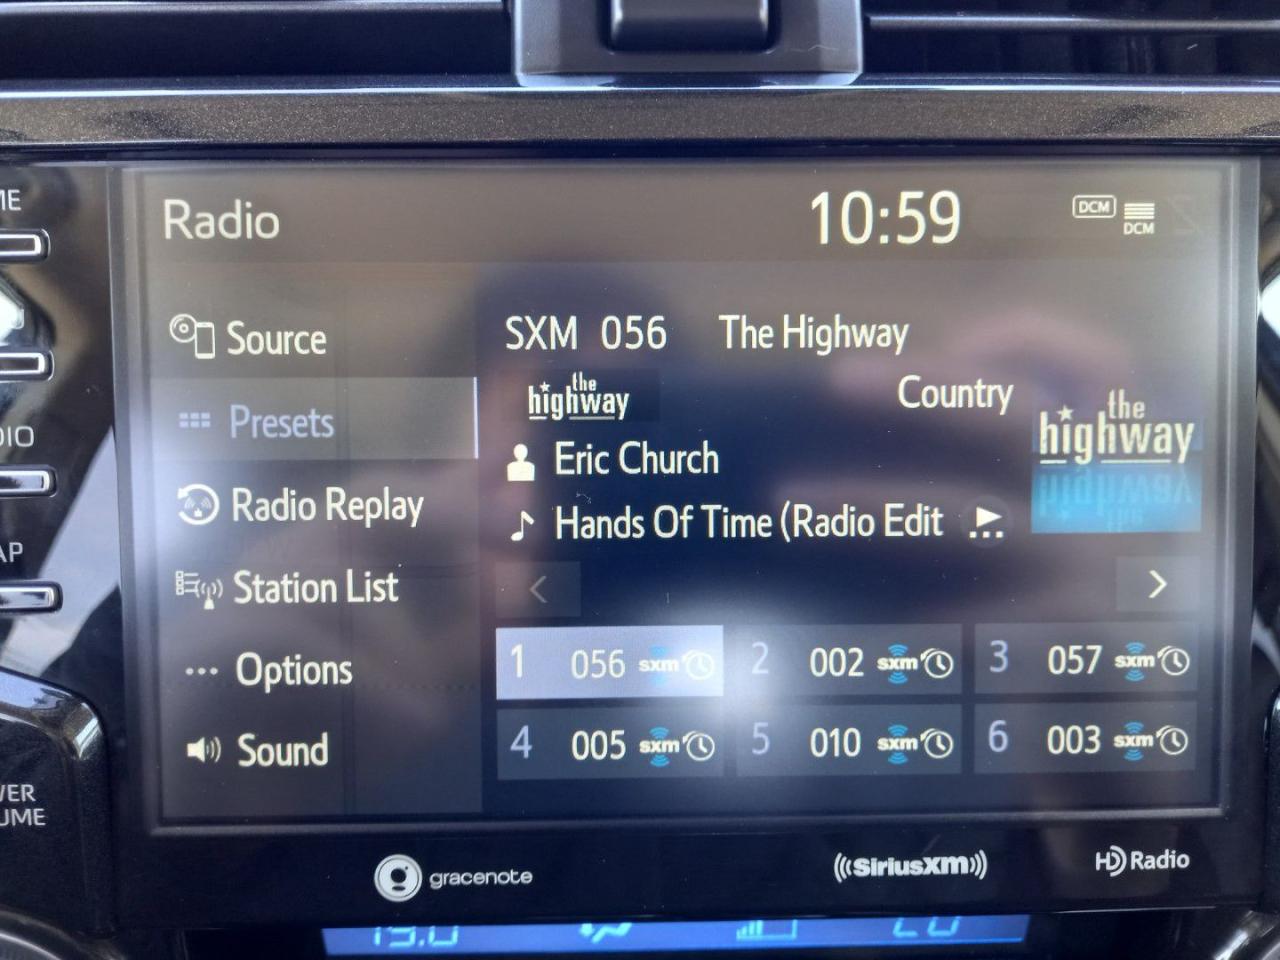 Radio
10:59
DCM
DCM
Source
Presets
Radio Replay
Station List
Options
Sound
SXM 056 The Highway
the highway
Country
the highway
Eric Church
Hands Of Time (Radio Edit
1 056 sxm
2 002 sxm
3 057 sxm
4 005 sxm
5 010 sxm
6 003 sxm
gracenote
SiriusXM
HD Radio